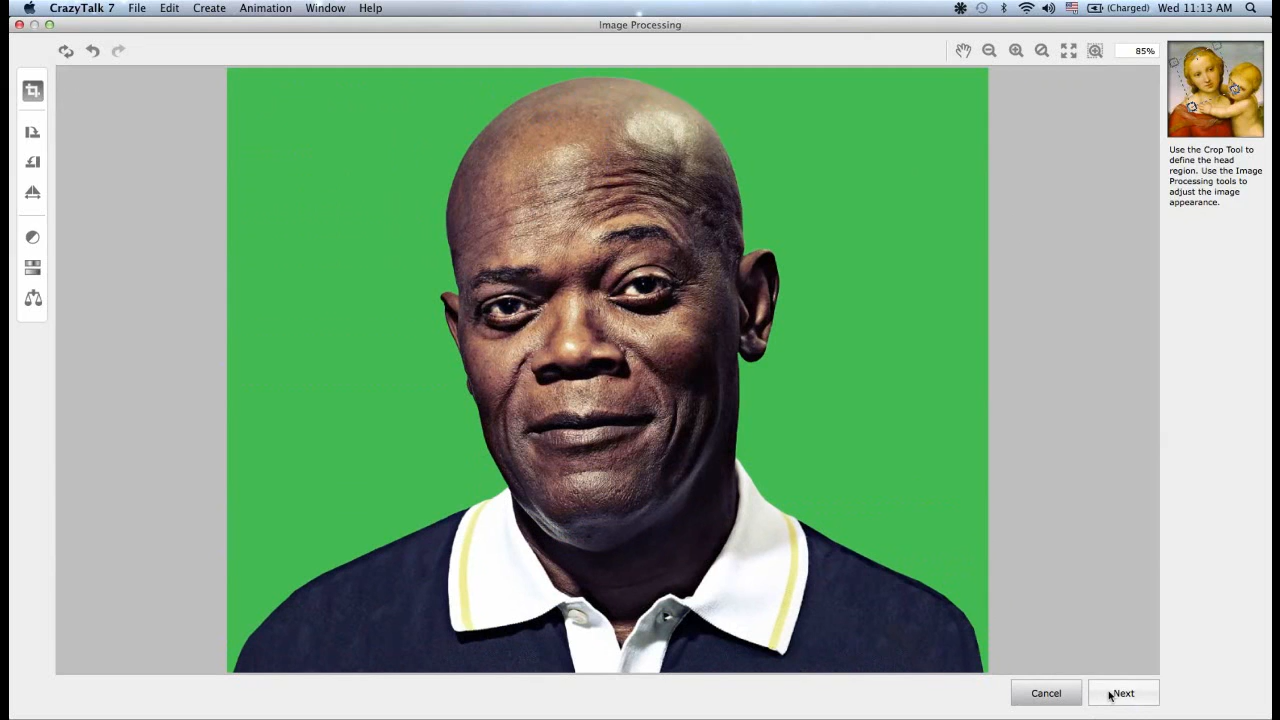 CrazyTalk 7 File Edit Create Animation Window Help (Charged) Wed 11:13 AM
Image Processing
85%
Use the Crop Tool to
define the head
region. Use the Image
Processing tools to
adjust the image
appearance.
Cancel Next